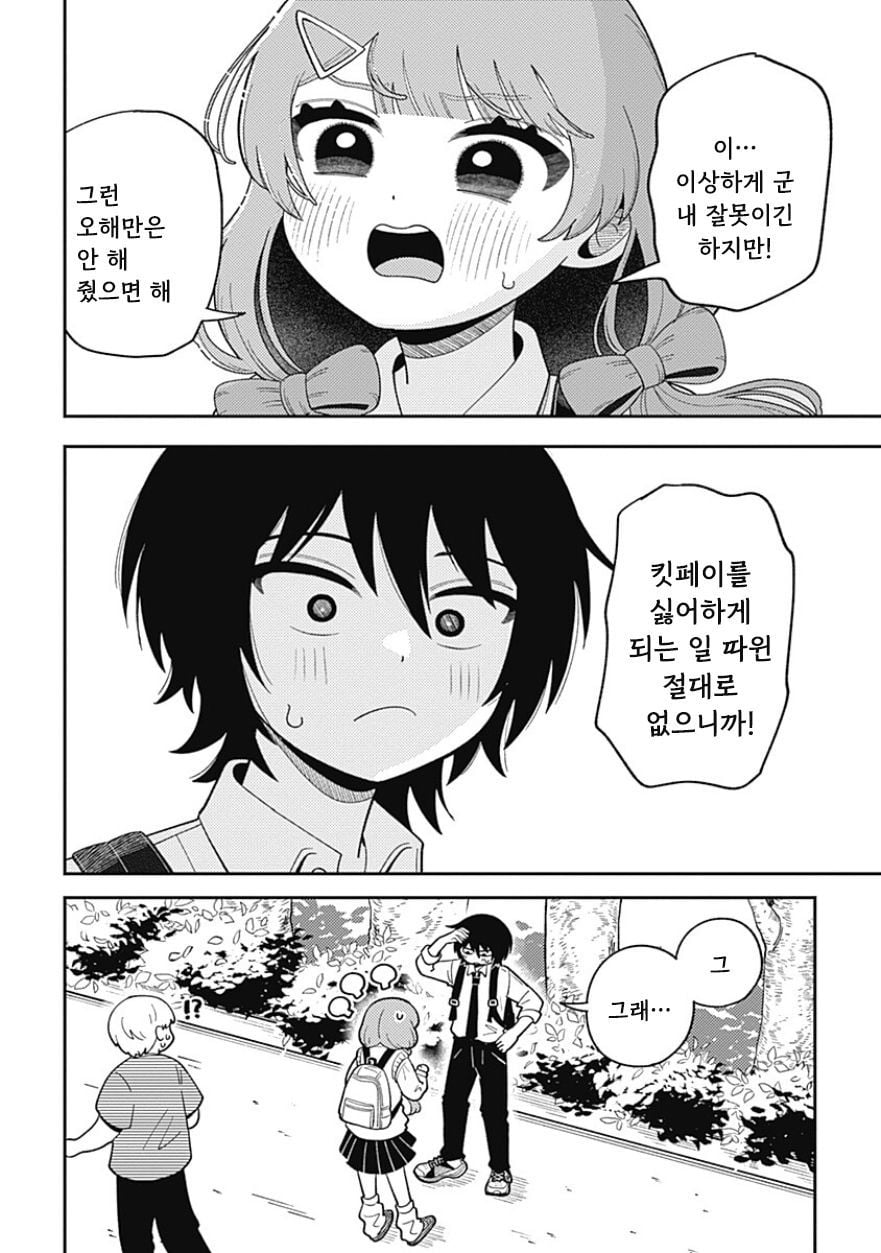 이…
이상하게 군
내 잘못이긴
하지만!
그런
오해만은
안 해
줬으면 해
킷페이를
싫어하게
되는 일 따윈
절대로
없으니까!
그
그래…
!?